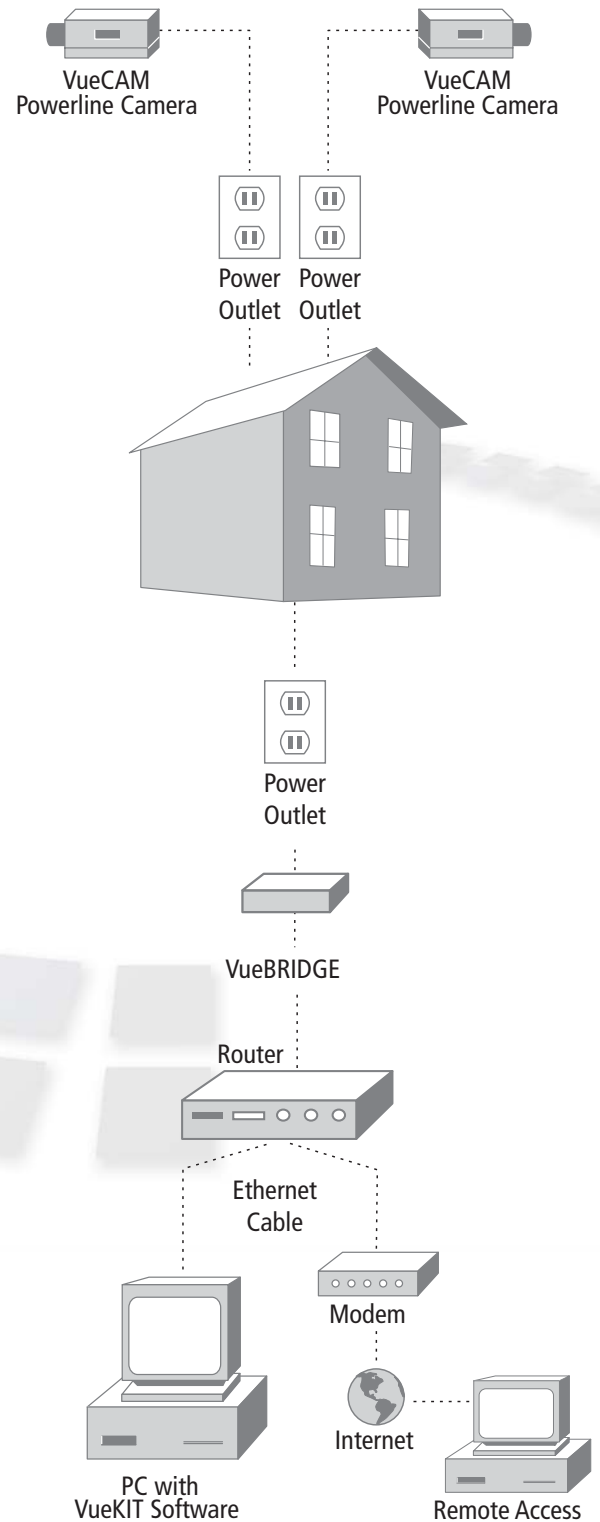 VueCAM
Powerline Camera
VueCAM
Powerline Camera
Power
Outlet
Power
Outlet
Power
Outlet
VueBRIDGE
Router
Ethernet
Cable
Modem
Internet
PC with
VueKIT Software
Remote Access